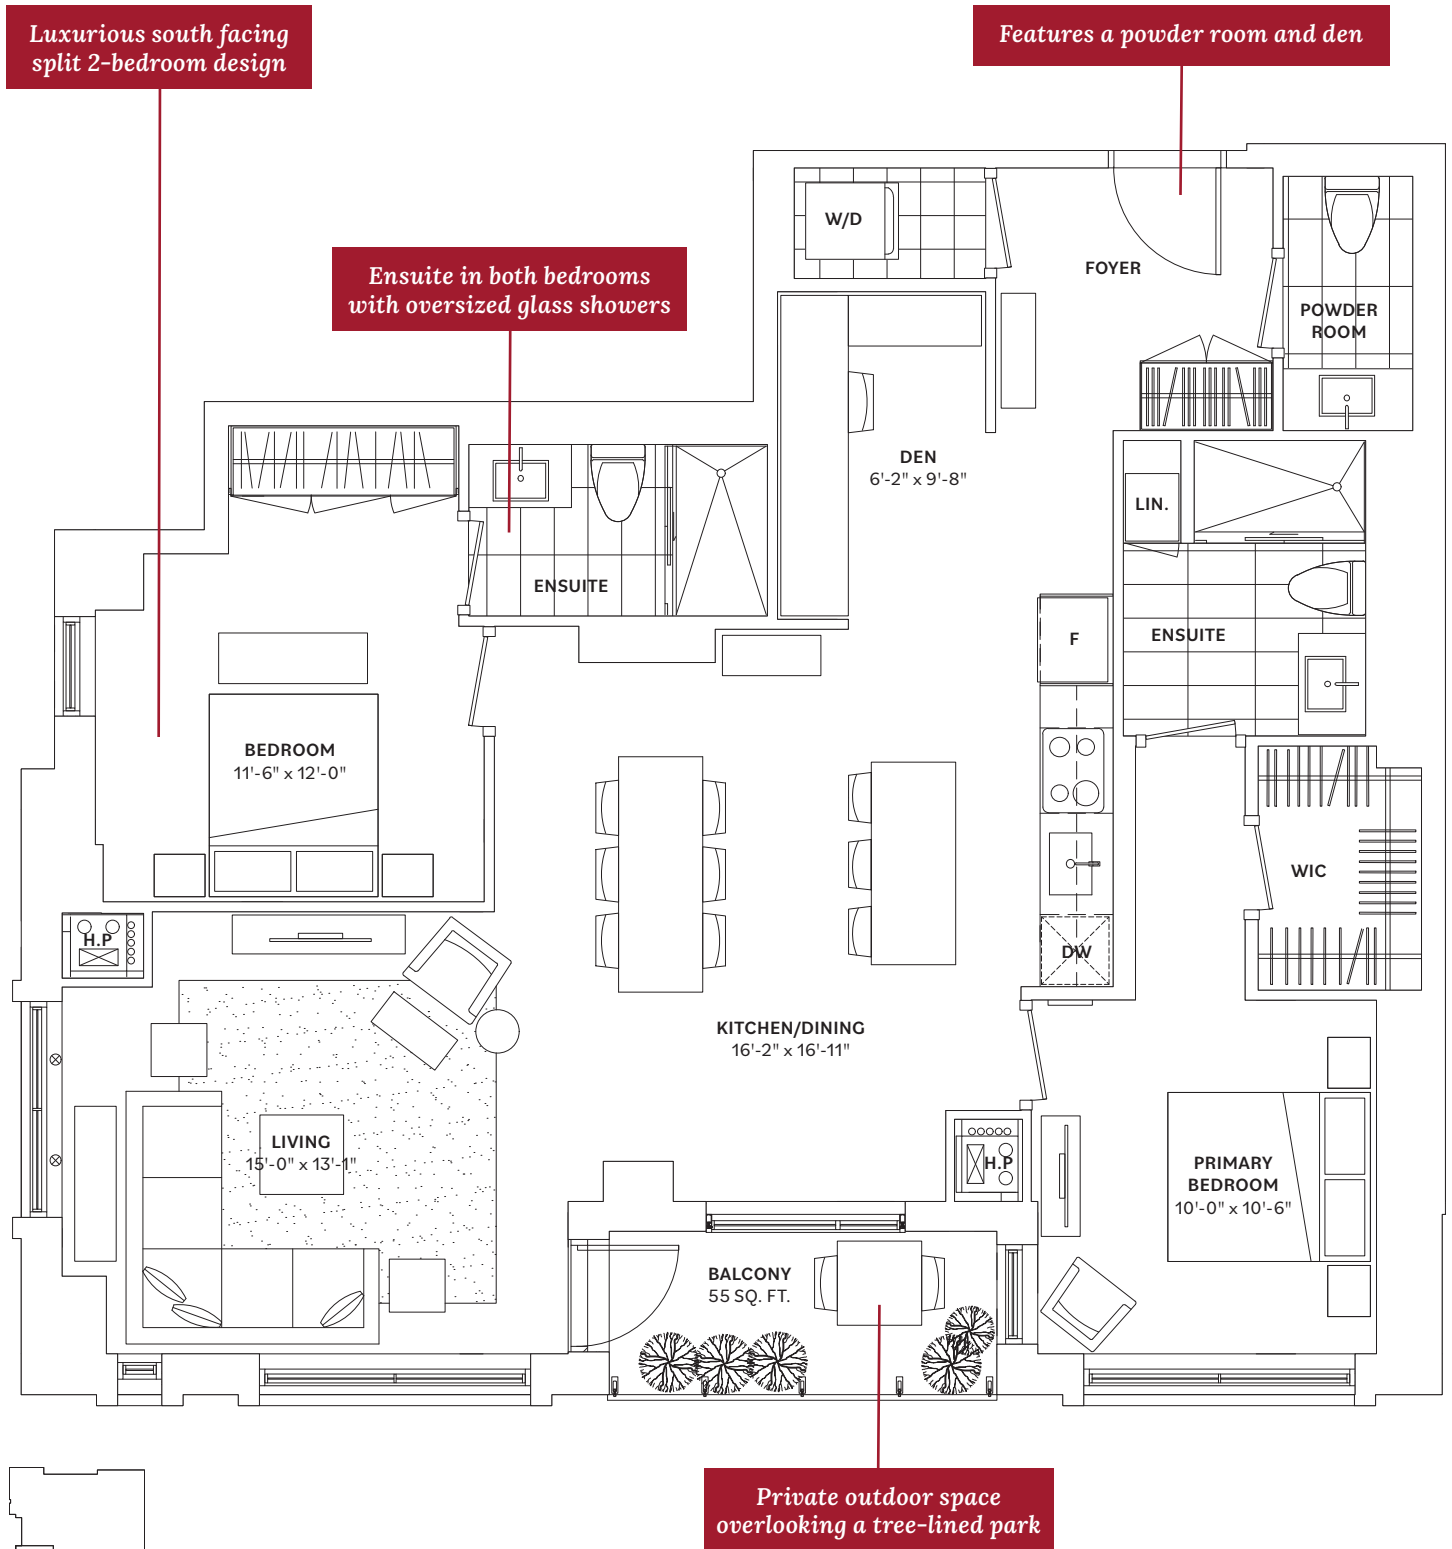 Luxurious south facing
split 2-bedroom design
Features a powder room and den
Ensuite in both bedrooms
with oversized glass showers
W/D
FOYER
POWDER
ROOM
DEN
6'-2" x 9'-8"
LIN.
ENSUITE
ENSUITE
F
BEDROOM
11'-6" x 12'-0"
WIC
H.P
DW
KITCHEN/DINING
16'-2" x 16'-11"
LIVING
15'-0" x 13'-1"
H.P
PRIMARY
BEDROOM
10'-0" x 10'-6"
BALCONY
55 SQ. FT.
Private outdoor space
overlooking a tree-lined park